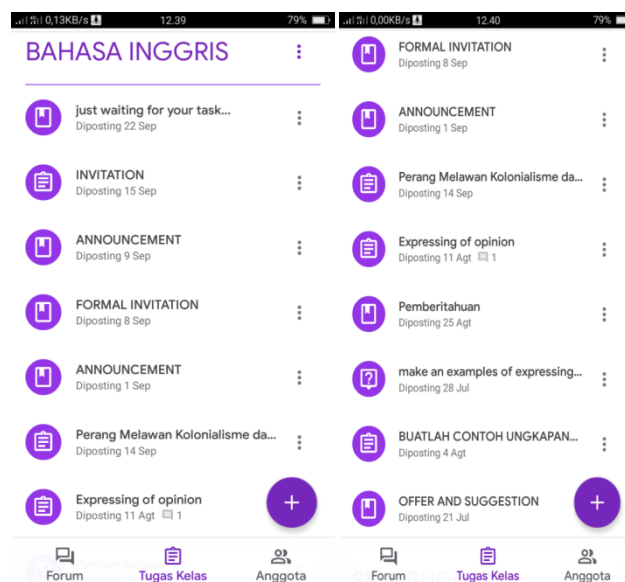 0,13KB/s 12.39 79%
BAHASA INGGRIS
just waiting for your task...
Diposting 22 Sep
INVITATION
Diposting 15 Sep
ANNOUNCEMENT
Diposting 9 Sep
FORMAL INVITATION
Diposting 8 Sep
ANNOUNCEMENT
Diposting 1 Sep
Perang Melawan Kolonialisme da...
Diposting 14 Sep
Expressing of opinion
Diposting 11 Agt 1
Forum Tugas Kelas Anggota
0,00KB/s 12.40 79%
FORMAL INVITATION
Diposting 8 Sep
ANNOUNCEMENT
Diposting 1 Sep
Perang Melawan Kolonialisme da...
Diposting 14 Sep
Expressing of opinion
Diposting 11 Agt 1
Pemberitahuan
Diposting 25 Agt
make an examples of expressing...
Diposting 28 Jul
BUATLAH CONTOH UNGKAPAN...
Diposting 4 Agt
OFFER AND SUGGESTION
Diposting 21 Jul
Forum Tugas Kelas Anggota